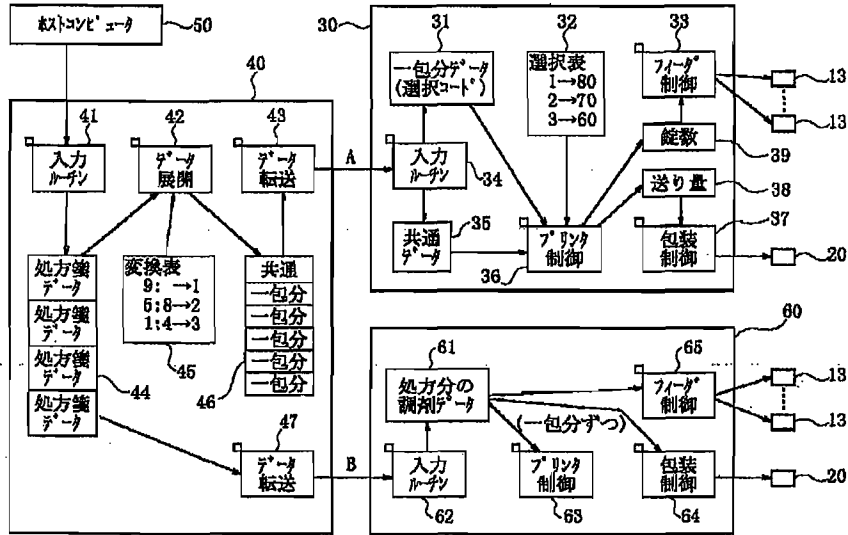 ホストコンピュータ
50
40
41
42
43
入力
ルーチン
データ
展開
データ
転送
A
処方箋
データ
処方箋
データ
処方箋
データ
処方箋
データ
44
変換表
9: →1
5:8→2
1:4→3
45
共通
一包分
一包分
一包分
一包分
一包分
46
47
データ
転送
B
30
31
32
33
一包分データ
(選択コード)
選択表
1→80
2→70
3→60
フィーダ
制御
13
13
入力
ルーチン
34
錠数
39
送り量
38
35
共通
データ
プリンタ
制御
36
37
包装
制御
20
60
61
65
処方分の
調剤データ
フィーダ
制御
13
13
(一包分ずつ)
入力
ルーチン
62
プリンタ
制御
63
包装
制御
64
20